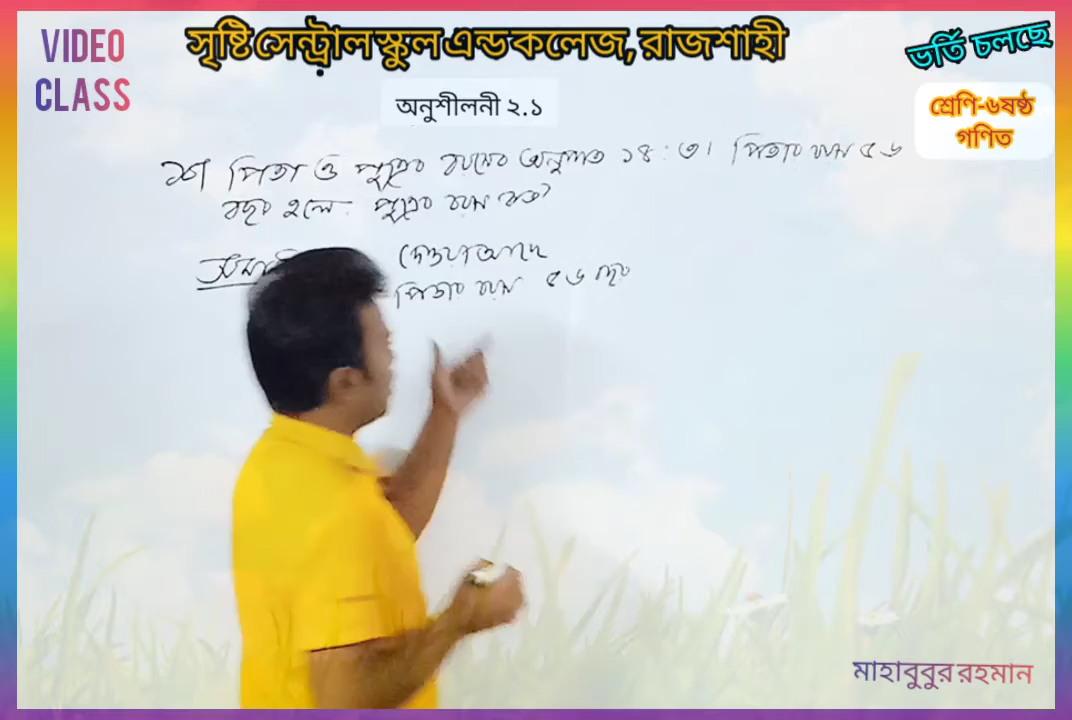 VIDEO
CLASS
সৃষ্টি সেন্ট্রাল স্কুল এন্ড কলেজ, রাজশাহী
ভর্তি চলছে
শ্রেণি-৬ষষ্ঠ
গণিত
অনুশীলনী ২.১
পিতা ও পুত্রের বয়সের অনুপাত ১৪:৩। পিতার বয়স ৫৬
বছর হলে পুত্রের বয়স কত?
দেওয়া আছে
পিতার বয়স ৫৬ বছর
মাহাবুবুর রহমান